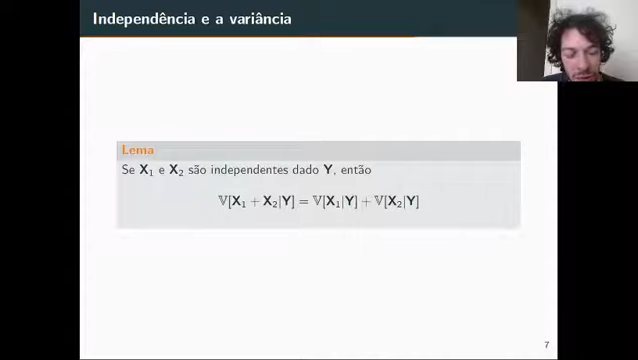 Independência e a variância
Lema
Se X₁ e X₂ são independentes dado Y, então
𝕍[X₁ + X₂|Y] = 𝕍[X₁|Y] + 𝕍[X₂|Y]
7